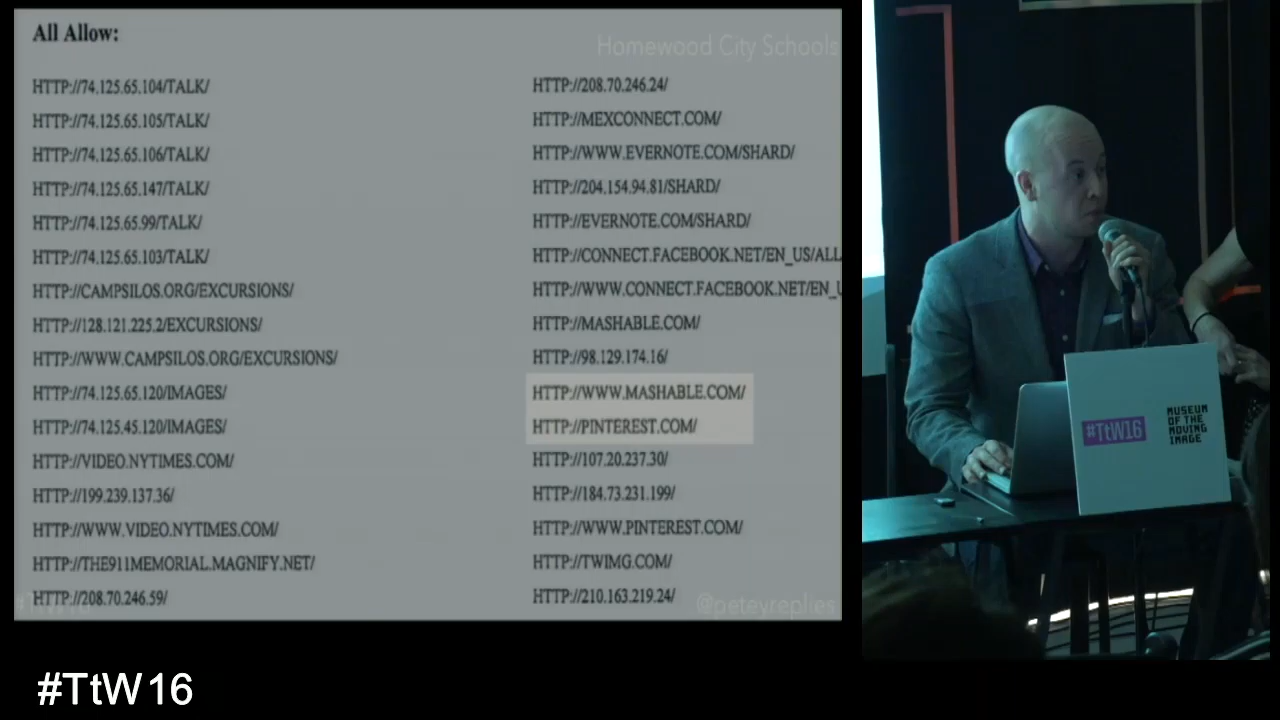 All Allow:
Homewood City Schools
HTTP://74.125.65.104/TALK/
HTTP://74.125.65.105/TALK/
HTTP://74.125.65.106/TALK/
HTTP://74.125.65.147/TALK/
HTTP://74.125.65.99/TALK/
HTTP://74.125.65.103/TALK/
HTTP://CAMPSILOS.ORG/EXCURSIONS/
HTTP://128.121.225.2/EXCURSIONS/
HTTP://WWW.CAMPSILOS.ORG/EXCURSIONS/
HTTP://74.125.65.120/IMAGES/
HTTP://74.125.45.120/IMAGES/
HTTP://VIDEO.NYTIMES.COM/
HTTP://199.239.137.36/
HTTP://WWW.VIDEO.NYTIMES.COM/
HTTP://THE911MEMORIAL.MAGNIFY.NET/
HTTP://208.70.246.59/
HTTP://208.70.246.24/
HTTP://MEXCONNECT.COM/
HTTP://WWW.EVERNOTE.COM/SHARD/
HTTP://204.154.94.81/SHARD/
HTTP://EVERNOTE.COM/SHARD/
HTTP://CONNECT.FACEBOOK.NET/EN_US/ALL
HTTP://WWW.CONNECT.FACEBOOK.NET/EN_U
HTTP://MASHABLE.COM/
HTTP://98.129.174.16/
HTTP://WWW.MASHABLE.COM/
HTTP://PINTEREST.COM/
HTTP://107.20.237.30/
HTTP://184.73.231.199/
HTTP://WWW.PINTEREST.COM/
HTTP://TWIMG.COM/
HTTP://210.163.219.24/
@peteyreplies
#TtW16
MUSEUM
OF THE
MOVING
IMAGE
#TtW16